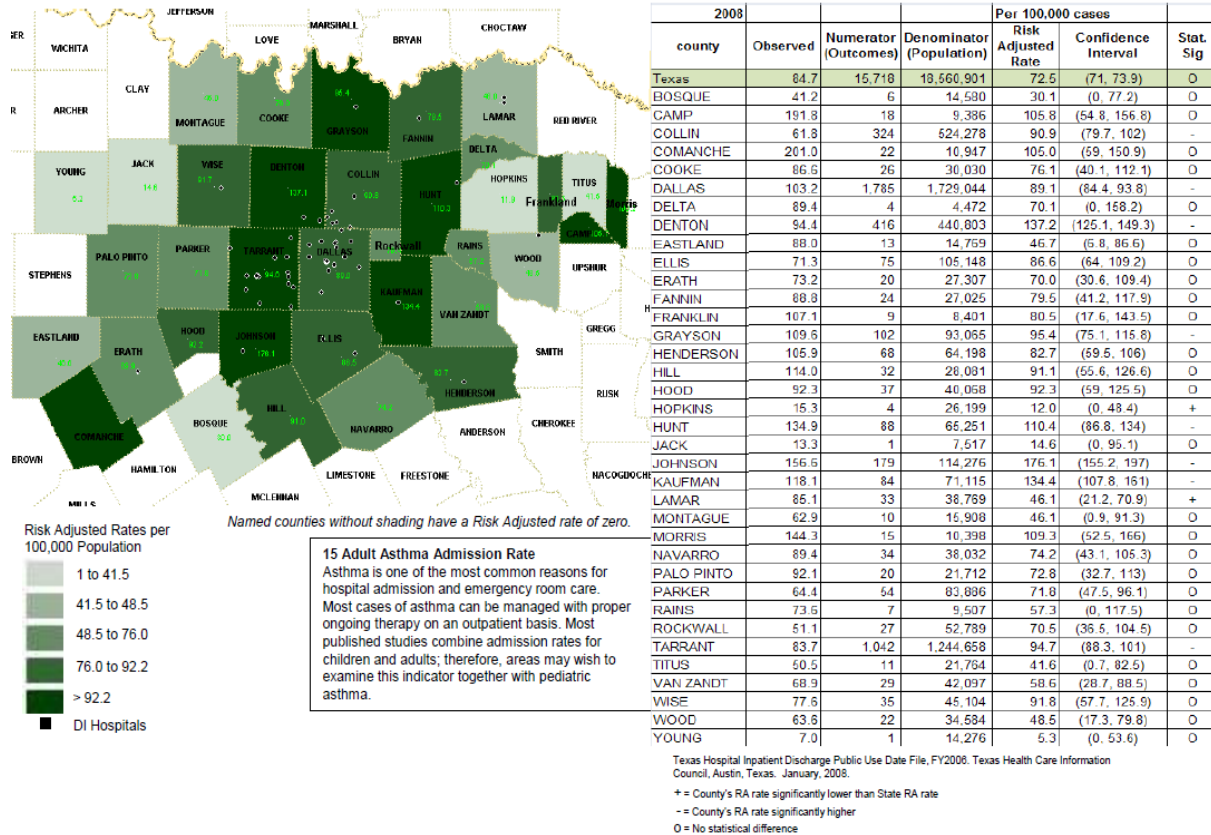 JEFFERSON
MARSHALL
CHOCTAW
LOVE
BRYAN
WICHITA
CLAY
ARCHER
MONTAGUE
COOKE
GRAYSON
FANNIN
LAMAR
RED RIVER
79.5
DELTA
YOUNG
JACK
WISE
DENTON
COLLIN
HUNT
HOPKINS
TITUS
Frankland
Morris
5.2
14.6
91.7
110.3
11.9
41.6
CAMP
STEPHENS
PALO PINTO
PARKER
TARRANT
DALLAS
Rockwall
RAINS
WOOD
UPSHUR
94.6
KAUFMAN
134.4
VAN ZANDT
GREGG
EASTLAND
ERATH
HOOD
JOHNSON
ELLIS
SMITH
176.1
HENDERSON
RUSK
COMANCHE
BOSQUE
HILL
91.0
NAVARRO
ANDERSON
CHEROKEE
BROWN
HAMILTON
LIMESTONE
FREESTONE
NACOGDOCHE
MILLS
MCLENNAN
Named counties without shading have a Risk Adjusted rate of zero.
Risk Adjusted Rates per
100,000 Population
1 to 41.5
41.5 to 48.5
48.5 to 76.0
76.0 to 92.2
> 92.2
DI Hospitals
15 Adult Asthma Admission Rate
Asthma is one of the most common reasons for
hospital admission and emergency room care.
Most cases of asthma can be managed with proper
ongoing therapy on an outpatient basis. Most
published studies combine admission rates for
children and adults; therefore, areas may wish to
examine this indicator together with pediatric
asthma.
2008 Per 100,000 cases
county Observed Numerator (Outcomes) Denominator (Population) Risk Adjusted Rate Confidence Interval Stat. Sig
Texas 84.7 15,718 18,560,901 72.5 (71, 73.9) O
BOSQUE 41.2 6 14,580 30.1 (0, 77.2) O
CAMP 191.8 18 9,386 105.8 (54.8, 156.8) O
COLLIN 61.8 324 524,278 90.9 (79.7, 102) -
COMANCHE 201.0 22 10,947 105.0 (59, 150.9) O
COOKE 86.6 26 30,030 76.1 (40.1, 112.1) O
DALLAS 103.2 1,785 1,729,044 89.1 (84.4, 93.8) -
DELTA 89.4 4 4,472 70.1 (0, 158.2) O
DENTON 94.4 416 440,803 137.2 (125.1, 149.3) -
EASTLAND 88.0 13 14,769 46.7 (6.8, 86.6) O
ELLIS 71.3 75 105,148 86.6 (64, 109.2) O
ERATH 73.2 20 27,307 70.0 (30.6, 109.4) O
FANNIN 88.8 24 27,025 79.5 (41.2, 117.9) O
FRANKLIN 107.1 9 8,401 80.5 (17.6, 143.5) O
GRAYSON 109.6 102 93,065 95.4 (75.1, 115.8) -
HENDERSON 105.9 68 64,198 82.7 (59.5, 106) O
HILL 114.0 32 28,081 91.1 (55.6, 126.6) O
HOOD 92.3 37 40,068 92.3 (59, 125.5) O
HOPKINS 15.3 4 26,199 12.0 (0, 48.4) +
HUNT 134.9 88 65,251 110.4 (86.8, 134) -
JACK 13.3 1 7,517 14.6 (0, 95.1) O
JOHNSON 156.6 179 114,276 176.1 (155.2, 197) -
KAUFMAN 118.1 84 71,115 134.4 (107.8, 161) -
LAMAR 85.1 33 38,769 46.1 (21.2, 70.9) +
MONTAGUE 62.9 10 15,908 46.1 (0.9, 91.3) O
MORRIS 144.3 15 10,398 109.3 (52.5, 166) O
NAVARRO 89.4 34 38,032 74.2 (43.1, 105.3) O
PALO PINTO 92.1 20 21,712 72.8 (32.7, 113) O
PARKER 64.4 54 83,886 71.8 (47.5, 96.1) O
RAINS 73.6 7 9,507 57.3 (0, 117.5) O
ROCKWALL 51.1 27 52,789 70.5 (36.5, 104.5) O
TARRANT 83.7 1,042 1,244,658 94.7 (88.3, 101) -
TITUS 50.5 11 21,764 41.6 (0.7, 82.5) O
VAN ZANDT 68.9 29 42,097 58.6 (28.7, 88.5) O
WISE 77.6 35 45,104 91.8 (57.7, 125.9) O
WOOD 63.6 22 34,584 48.5 (17.3, 79.8) O
YOUNG 7.0 1 14,276 5.3 (0, 53.6) O
Texas Hospital Inpatient Discharge Public Use Date File, FY2006. Texas Health Care Information
Council, Austin, Texas. January, 2008.
+ = County's RA rate significantly lower than State RA rate
- = County's RA rate significantly higher
O = No statistical difference